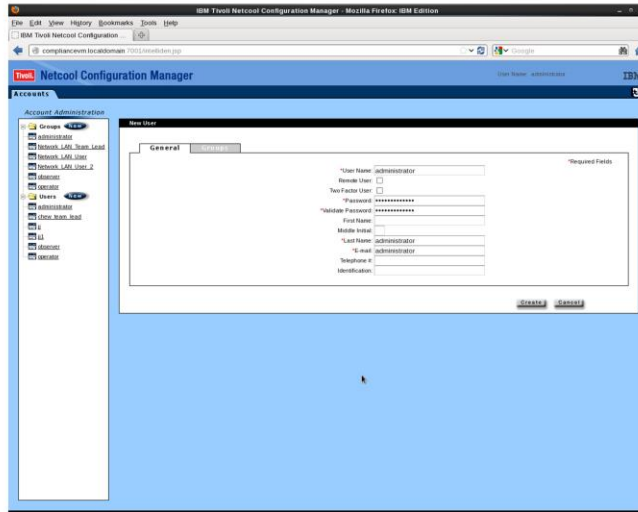 IBM Tivoli Netcool Configuration Manager - Mozilla Firefox: IBM Edition
File Edit View History Bookmarks Tools Help
IBM Tivoli Netcool Configuration ...
compliancevm.localdomain
Google
Tivoli. Netcool Configuration Manager
User Name: administrator
IBM
Accounts
Account Administration
Groups New
administrator
Network LAN Team Lead
Network LAN User
Network LAN User 2
observer
operator
Users New
administrator
chew team lead
observer
operator
New User
General Groups
*Required Fields
*User Name: administrator
Remote User:
Two Factor User:
*Password: •••••••••••••
*Validate Password: •••••••••••••
First Name:
Middle Initial:
*Last Name: administrator
*E-mail: administrator
Telephone #:
Identification:
Create Cancel